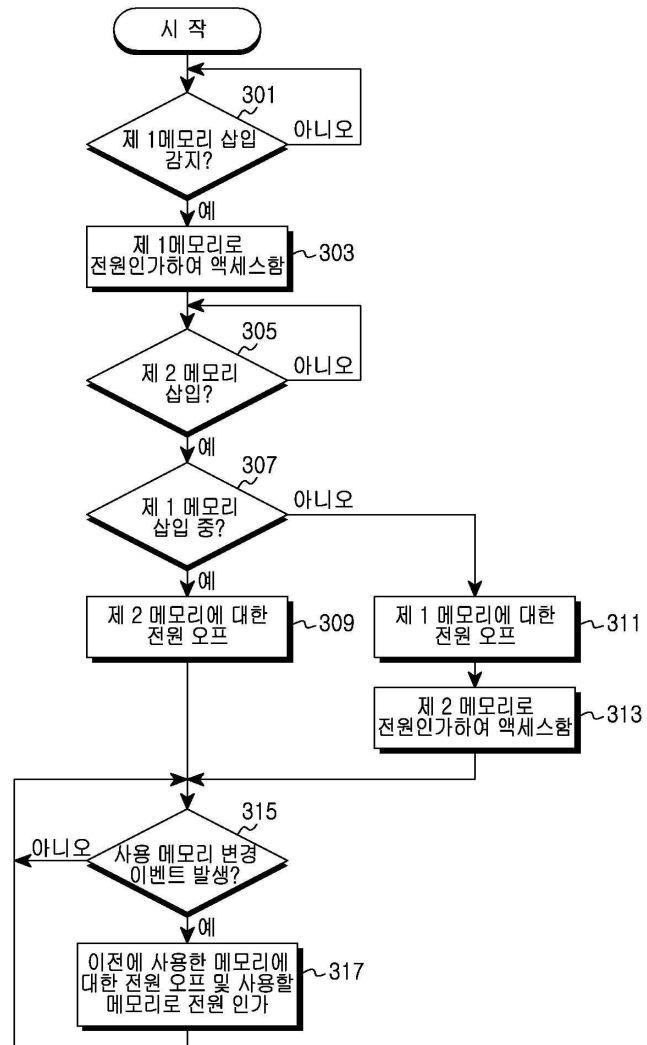 시 작
301
제 1메모리 삽입
감지?
아니오
예
제 1메모리로
전원인가하여 액세스함
303
305
제 2 메모리
삽입?
아니오
예
307
제 1 메모리
삽입 중?
아니오
예
제 2 메모리에 대한
전원 오프
309
제 1 메모리에 대한
전원 오프
311
제 2 메모리로
전원인가하여 액세스함
313
315
아니오
사용 메모리 변경
이벤트 발생?
예
이전에 사용한 메모리에
대한 전원 오프 및 사용할
메모리로 전원 인가
317